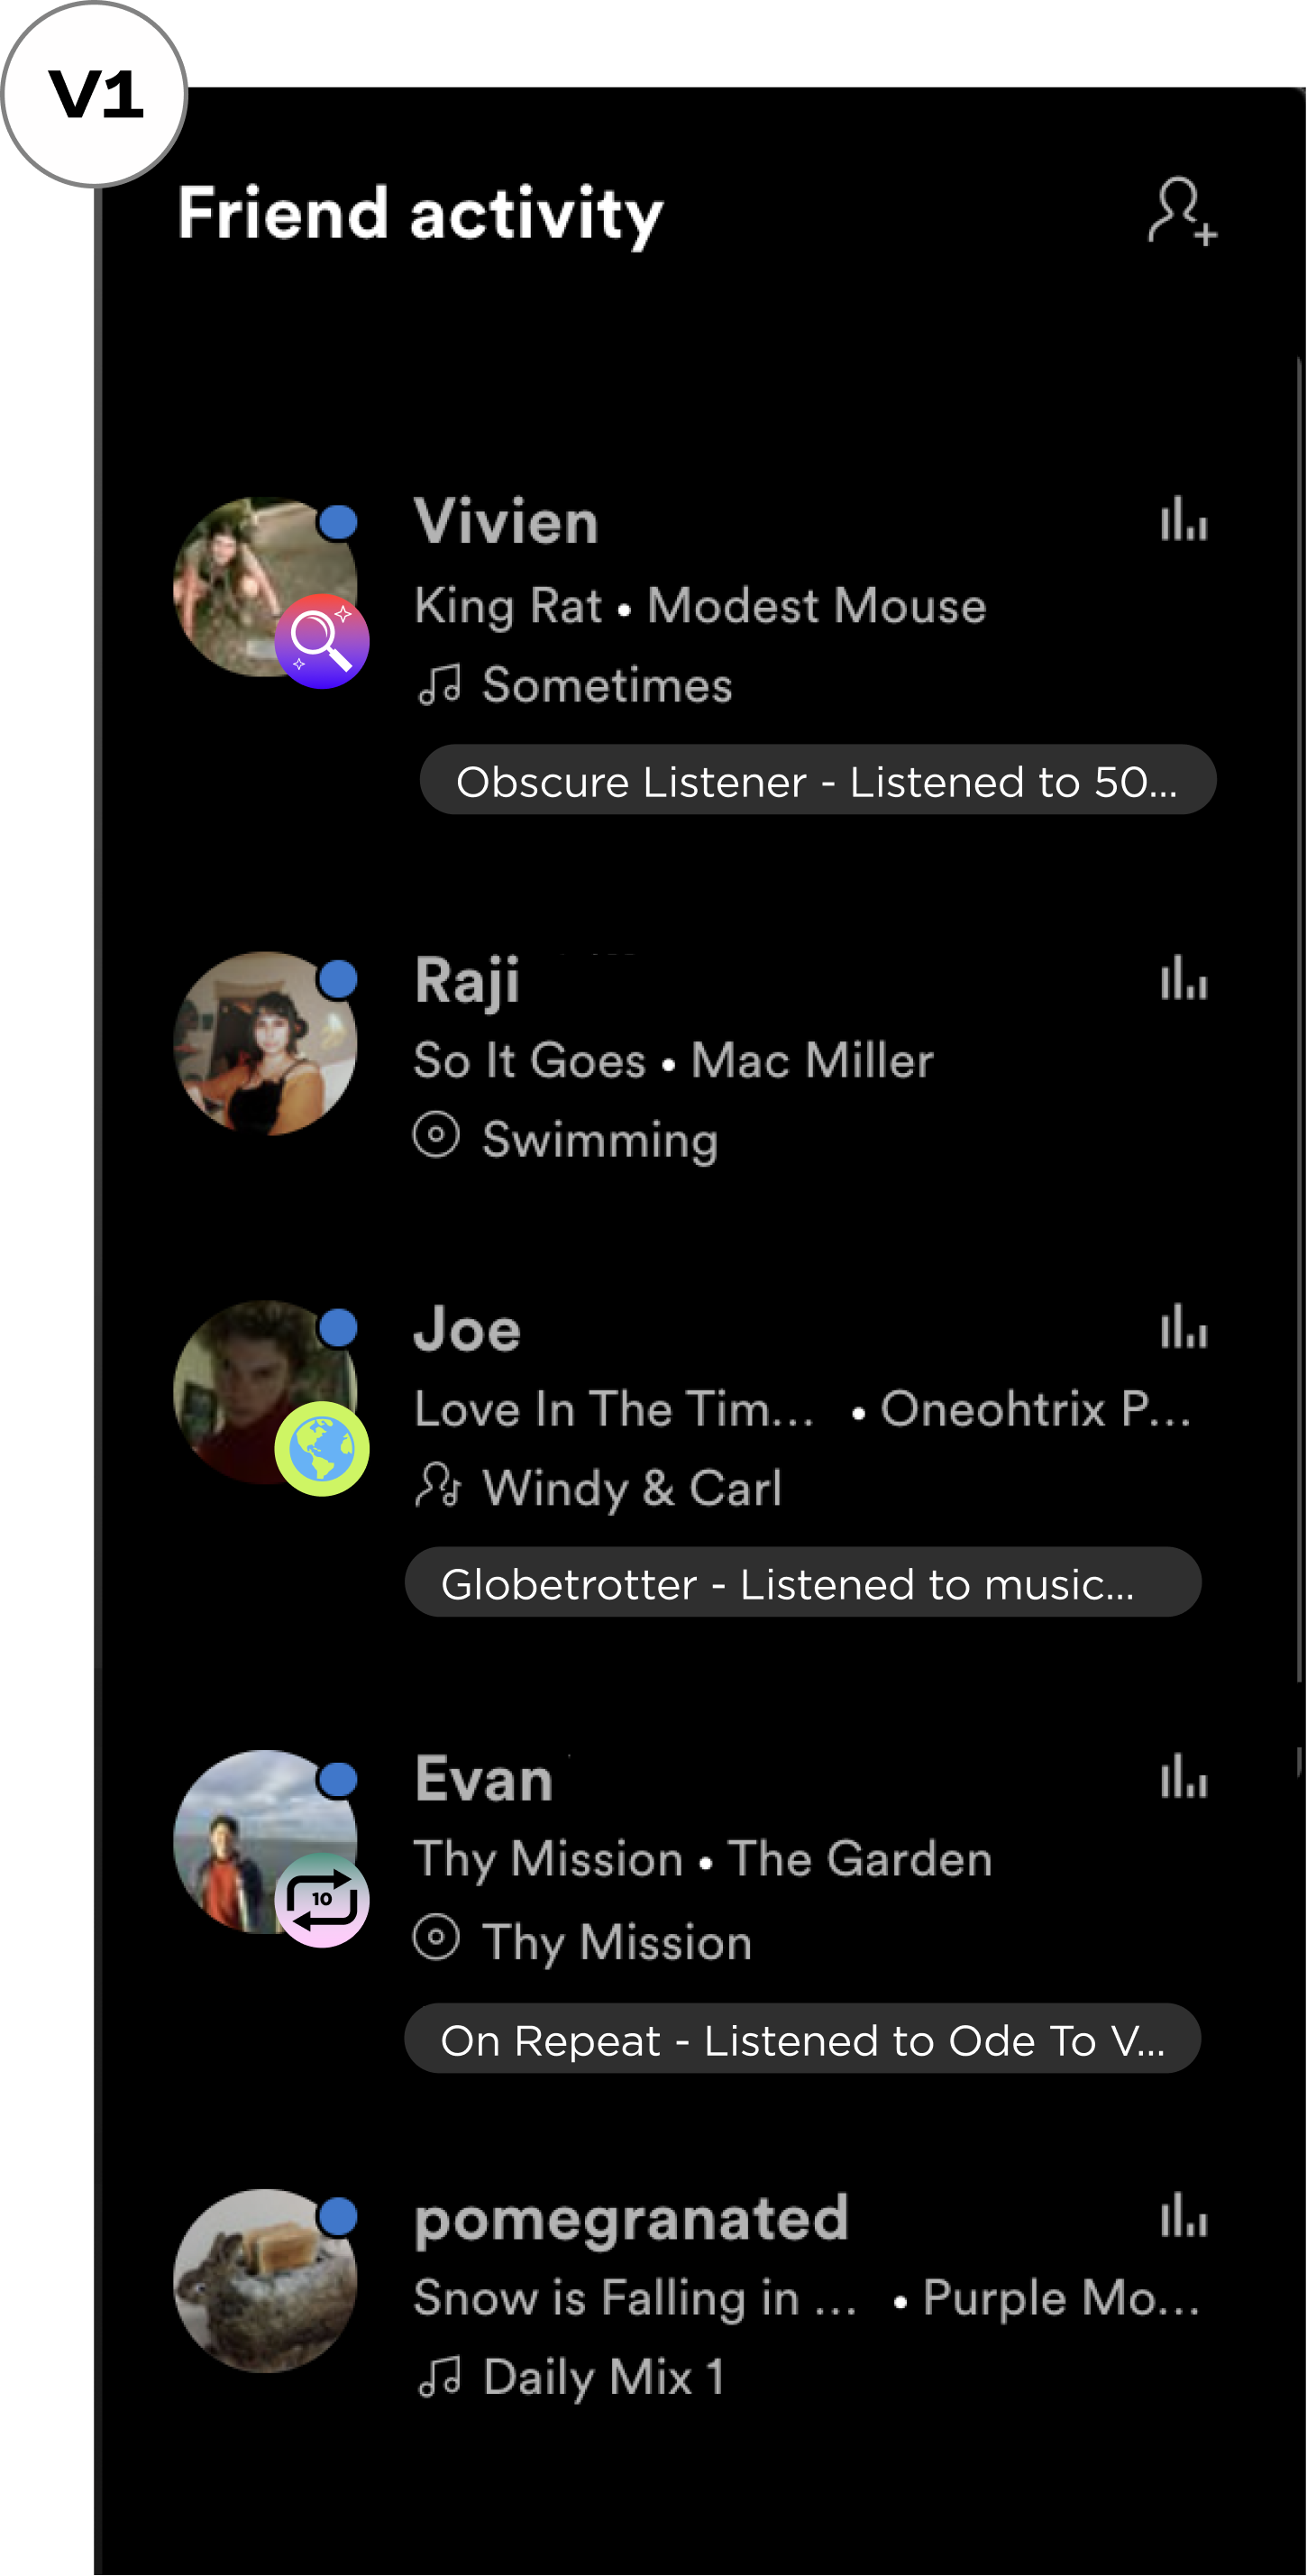 V1
Friend activity
Vivien
King Rat • Modest Mouse
Sometimes
Obscure Listener - Listened to 50...
Raji
So It Goes • Mac Miller
Swimming
Joe
Love In The Tim... • Oneohtrix P...
Windy & Carl
Globetrotter - Listened to music...
Evan
Thy Mission • The Garden
10
Thy Mission
On Repeat - Listened to Ode To V...
pomegranated
Snow is Falling in ... • Purple Mo...
Daily Mix 1